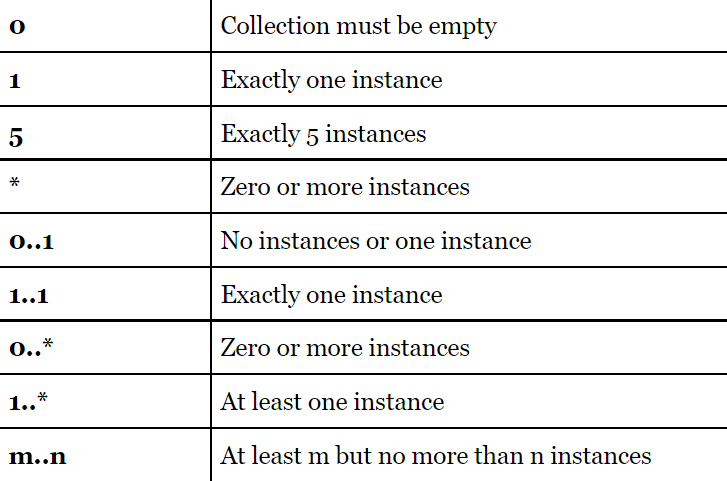 0 Collection must be empty
1 Exactly one instance
5 Exactly 5 instances
* Zero or more instances
0..1 No instances or one instance
1..1 Exactly one instance
0..* Zero or more instances
1..* At least one instance
m..n At least m but no more than n instances